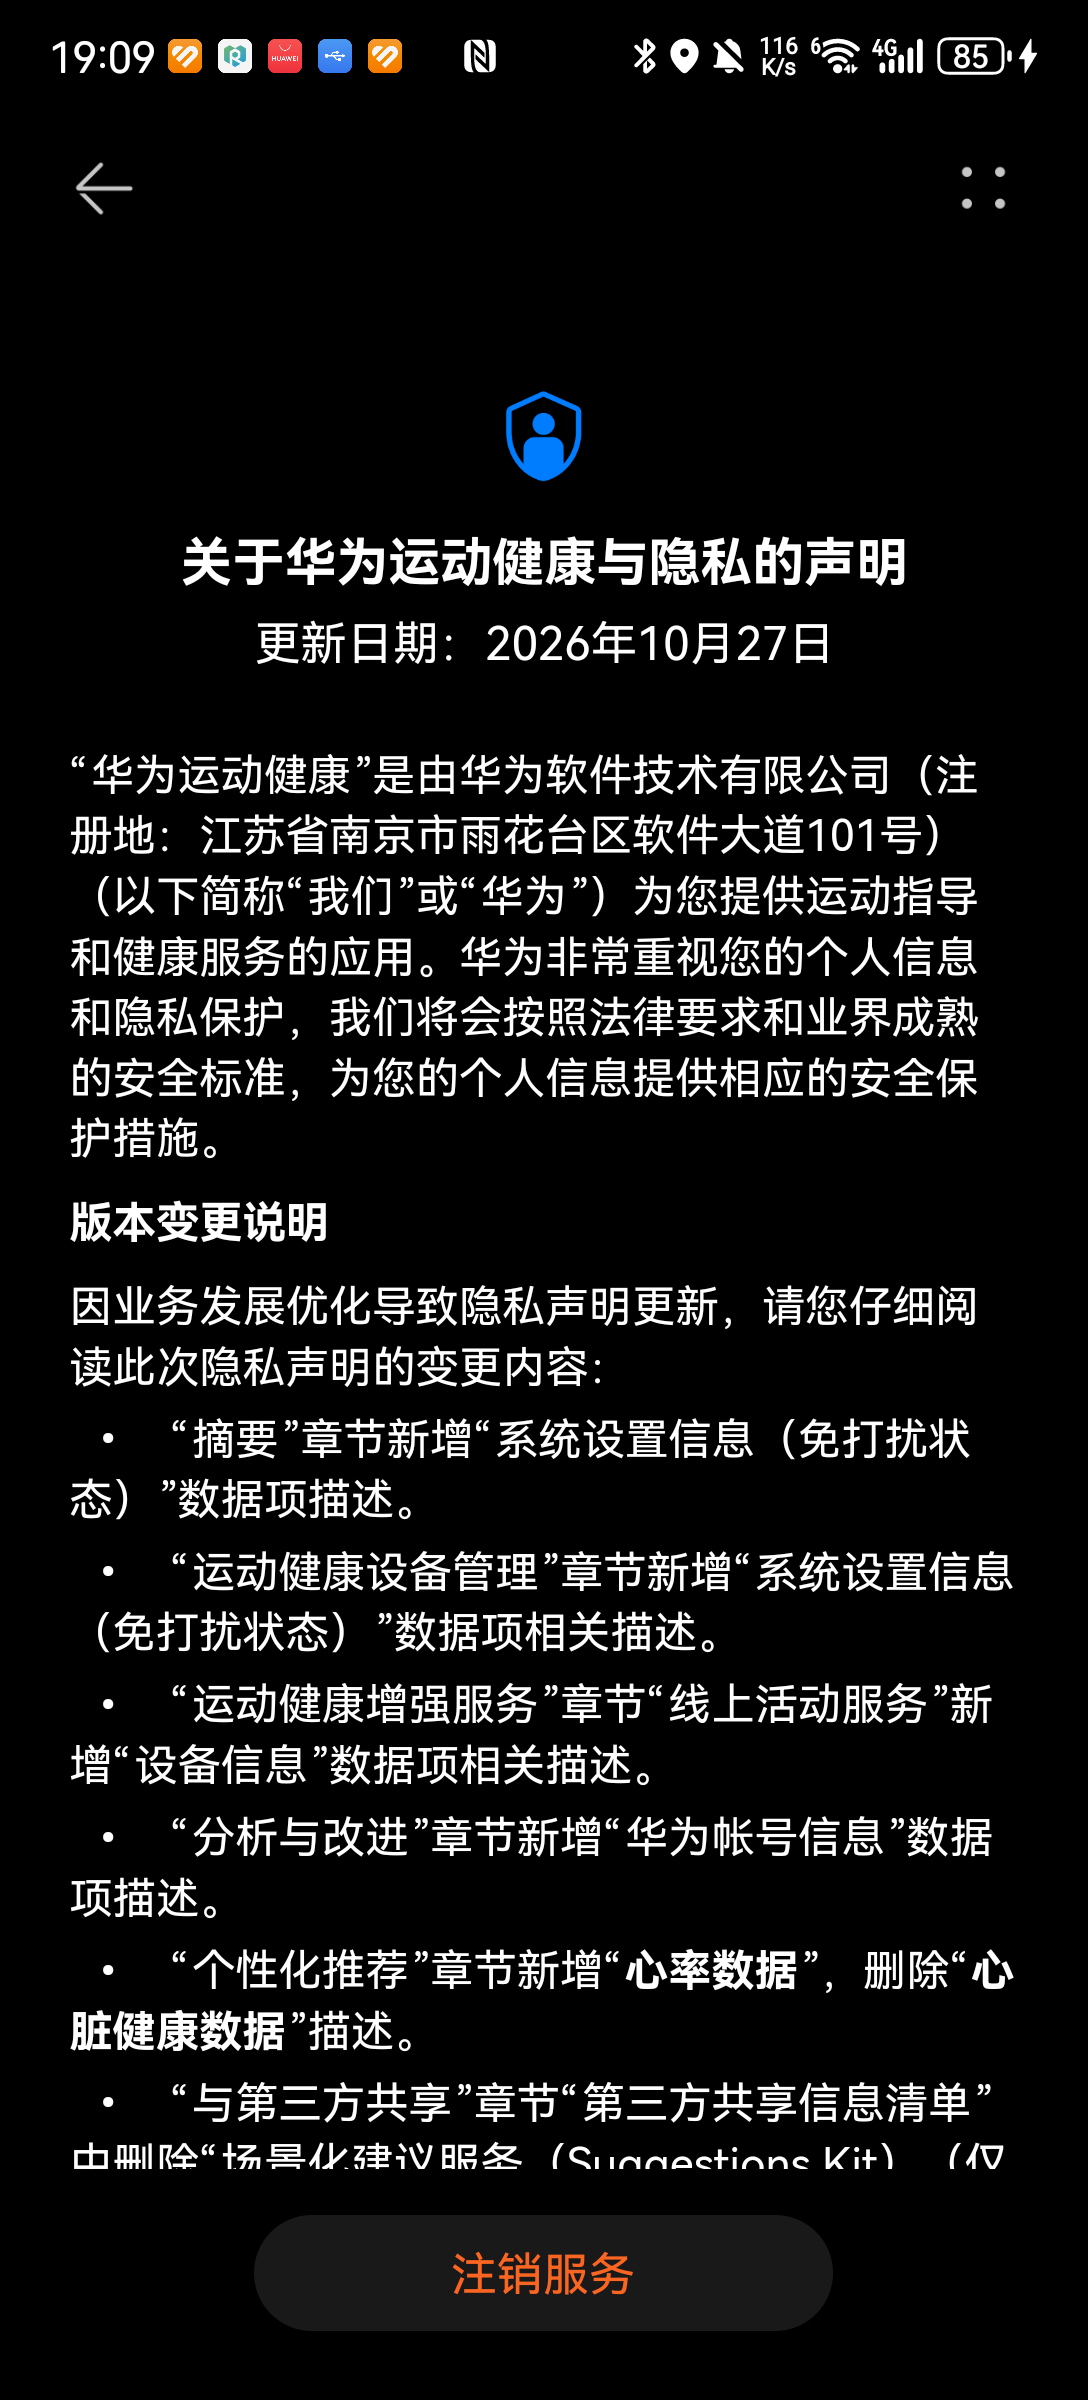 19:09
HUAWEI
116
K/s
6
4G
85
关于华为运动健康与隐私的声明
更新日期：2026年10月27日
“华为运动健康”是由华为软件技术有限公司（注
册地：江苏省南京市雨花台区软件大道101号）
（以下简称“我们”或“华为”）为您提供运动指导
和健康服务的应用。华为非常重视您的个人信息
和隐私保护，我们将会按照法律要求和业界成熟
的安全标准，为您的个人信息提供相应的安全保
护措施。
版本变更说明
因业务发展优化导致隐私声明更新，请您仔细阅
读此次隐私声明的变更内容：
• “摘要”章节新增“系统设置信息（免打扰状
态）”数据项描述。
• “运动健康设备管理”章节新增“系统设置信息
（免打扰状态）”数据项相关描述。
• “运动健康增强服务”章节“线上活动服务”新
增“设备信息”数据项相关描述。
• “分析与改进”章节新增“华为帐号信息”数据
项描述。
• “个性化推荐”章节新增“心率数据”，删除“心
脏健康数据”描述。
• “与第三方共享”章节“第三方共享信息清单”
中删除“场景化建议服务（Suggestions Kit）（仅
注销服务